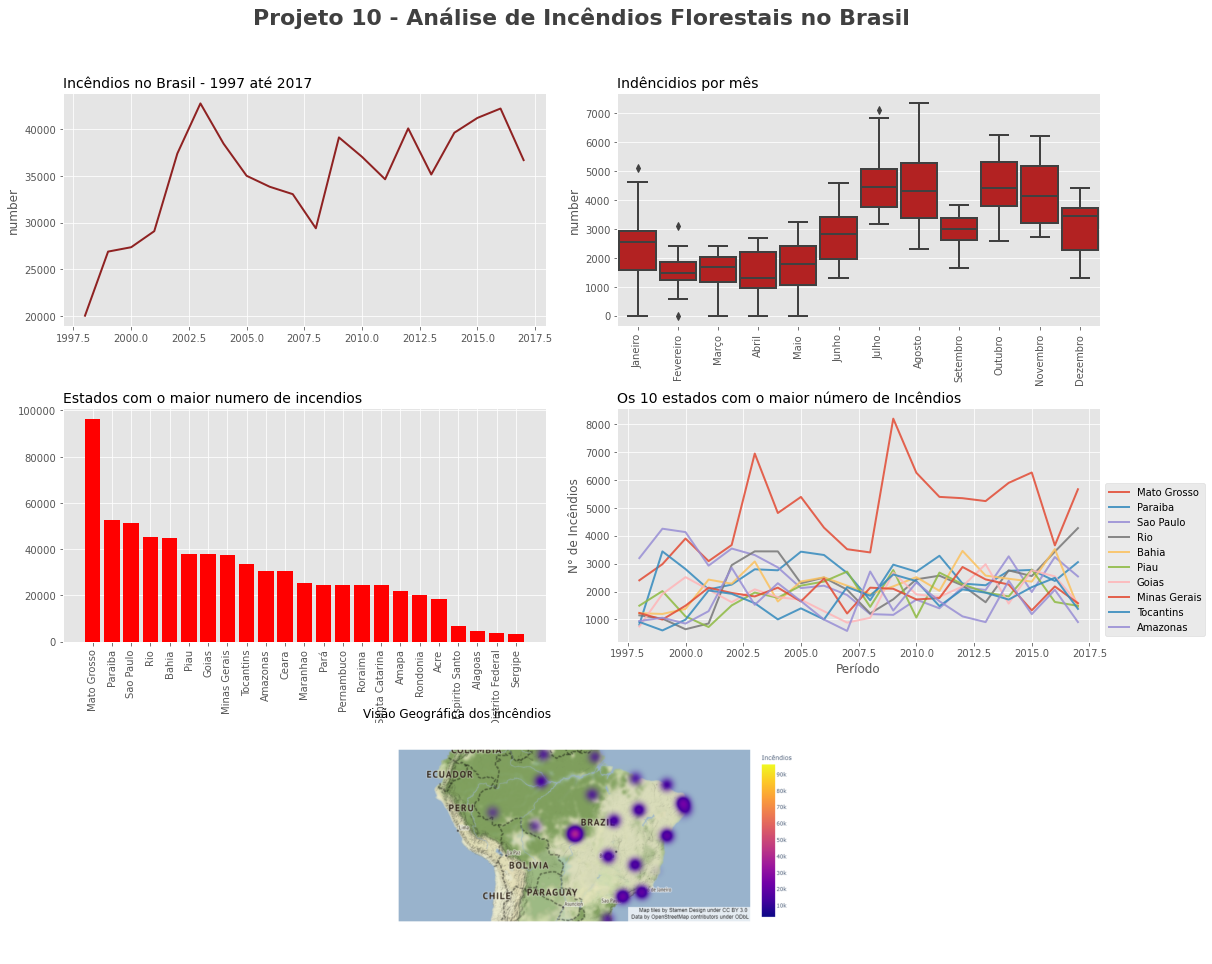 Projeto 10 - Análise de Incêndios Florestais no Brasil
Incêndios no Brasil - 1997 até 2017
number
40000
35000
30000
25000
20000
1997.5 2000.0 2002.5 2005.0 2007.5 2010.0 2012.5 2015.0 2017.5
Indêncidios por mês
number
7000
6000
5000
4000
3000
2000
1000
0
Janeiro
Fevereiro
Março
Abril
Maio
Junho
Julho
Agosto
Setembro
Outubro
Novembro
Dezembro
Estados com o maior numero de incendios
100000
80000
60000
40000
20000
0
Mato Grosso
Paraiba
Sao Paulo
Rio
Bahia
Piau
Goias
Minas Gerais
Tocantins
Amazonas
Ceara
Maranhao
Pará
Pernambuco
Roraima
Santa Catarina
Amapa
Rondonia
Acre
Espirito Santo
Alagoas
Distrito Federal
Sergipe
Os 10 estados com o maior número de Incêndios
N° de Incêndios
8000
7000
6000
5000
4000
3000
2000
1000
1997.5 2000.0 2002.5 2005.0 2007.5 2010.0 2012.5 2015.0 2017.5
Período
Mato Grosso
Paraiba
Sao Paulo
Rio
Bahia
Piau
Goias
Minas Gerais
Tocantins
Amazonas
Visão Geográfica dos Incêndios
COLOMBIA
ECUADOR
PERU
BRAZIL
BOLIVIA
PARAGUAY
CHILE
Asunción
Map tiles by Stamen Design under CC BY 3.0
Data by OpenStreetMap contributors under ODbL
Incêndios
90k
80k
70k
60k
50k
40k
30k
20k
10k